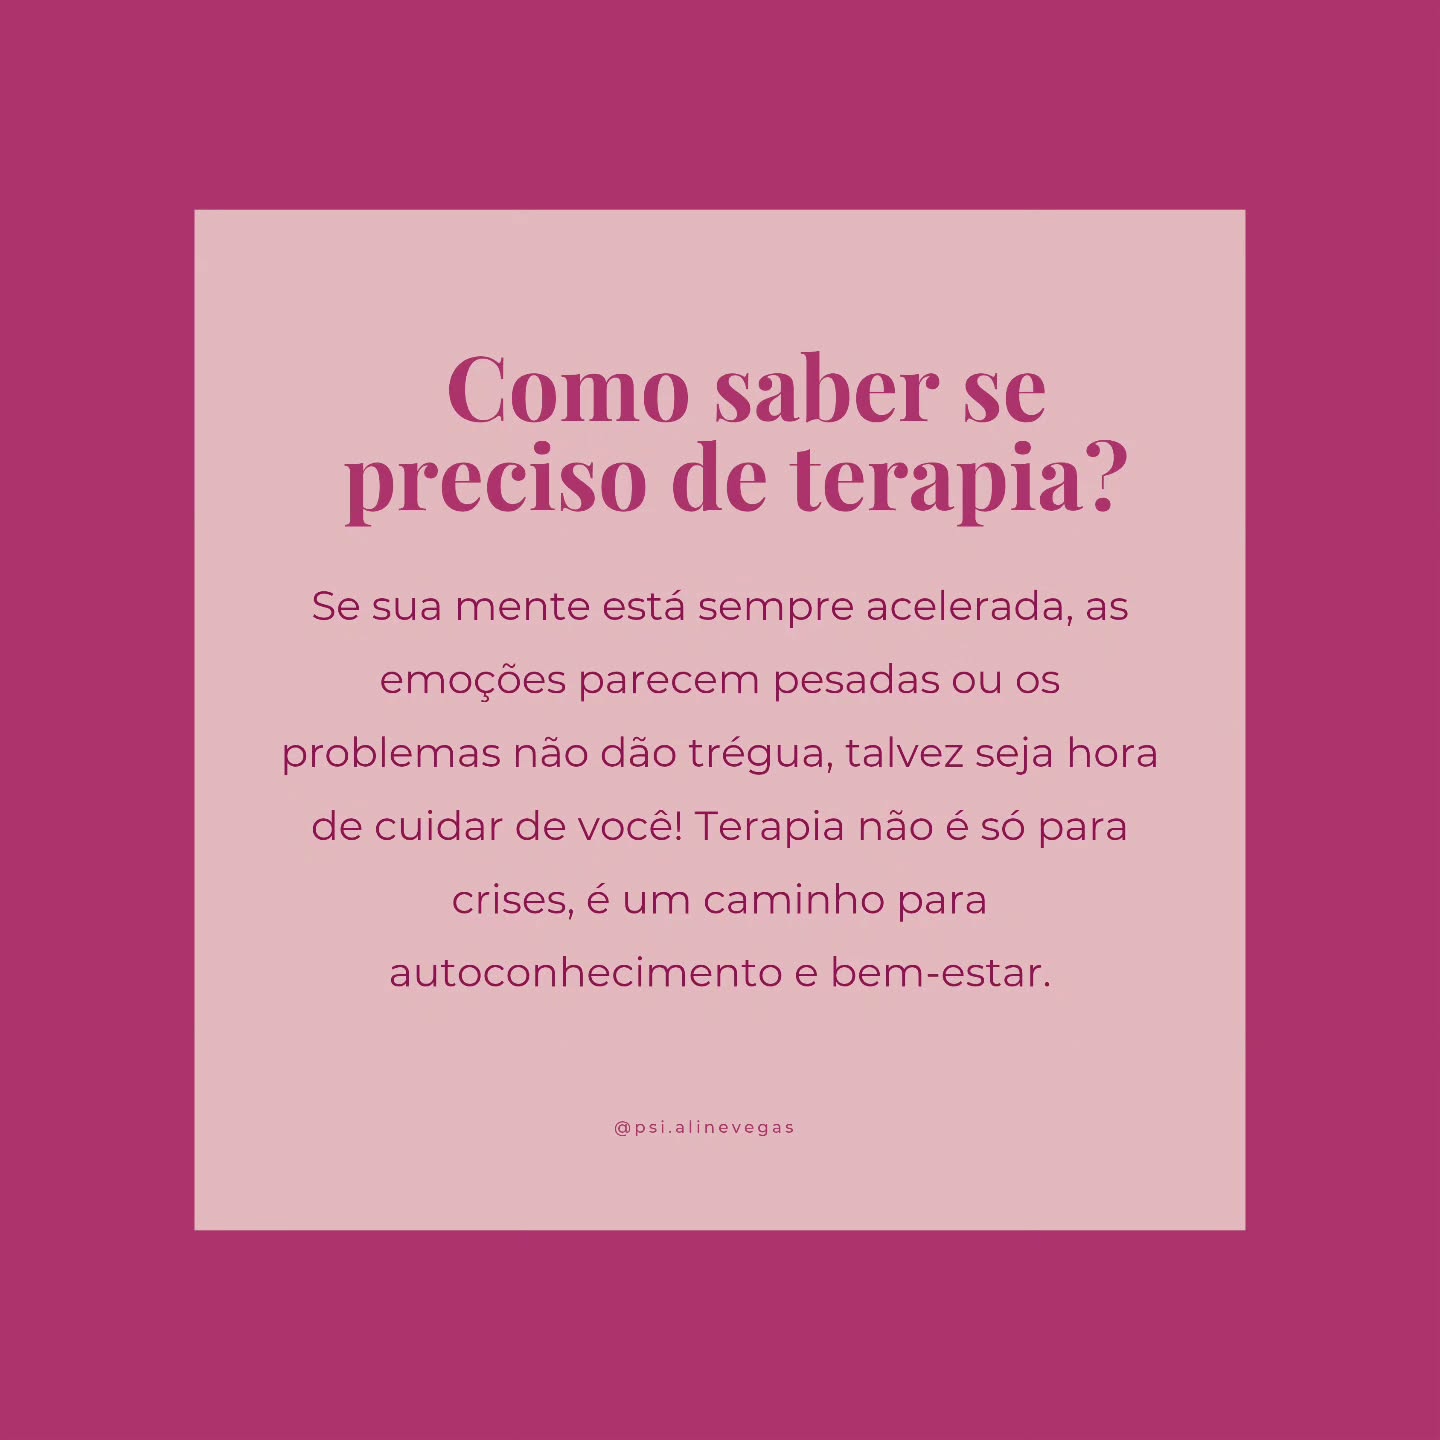 Como saber se
preciso de terapia?
Se sua mente está sempre acelerada, as
emoções parecem pesadas ou os
problemas não dão trégua, talvez seja hora
de cuidar de você! Terapia não é só para
crises, é um caminho para
autoconhecimento e bem-estar.
@psi.alinevegas